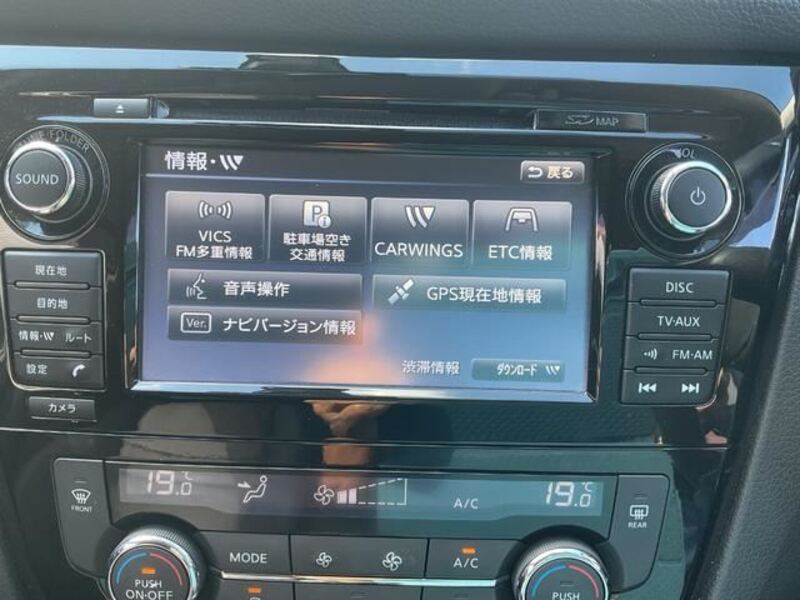 TUNE·FOLDER
SOUND
SD MAP
VOL
情報・
戻る
VICS
FM多重情報
駐車場空き
交通情報
CARWINGS
ETC情報
音声操作
GPS現在地情報
Ver.
ナビバージョン情報
渋滞情報
ダウンロード
現在地
目的地
情報・
ルート
設定
カメラ
DISC
TV·AUX
FM·AM
19.0
°C
A/C
19.0
°C
FRONT
REAR
MODE
A/C
PUSH
ON·OFF
PUSH